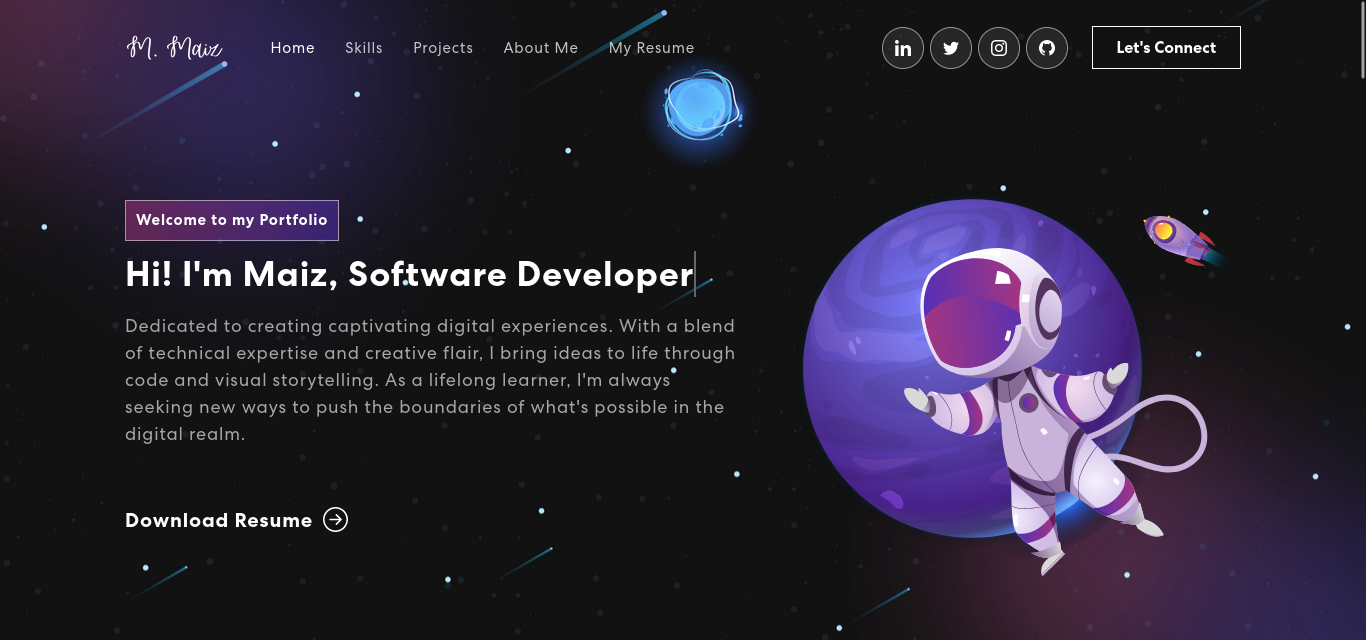 M. Maiz
Home Skills Projects About Me My Resume
Let's Connect
Welcome to my Portfolio
Hi! I'm Maiz, Software Developer
Dedicated to creating captivating digital experiences. With a blend
of technical expertise and creative flair, I bring ideas to life through
code and visual storytelling. As a lifelong learner, I'm always
seeking new ways to push the boundaries of what's possible in the
digital realm.
Download Resume